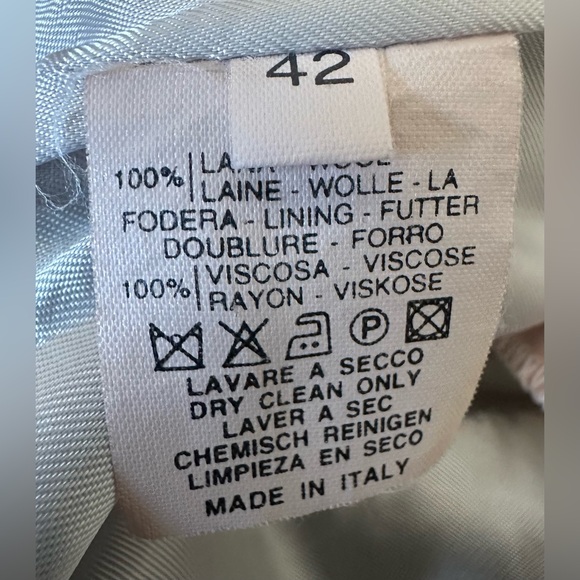 42
100% LAINE - WOLLE - LA
FODERA - LINING - FUTTER
DOUBLURE - FORRO
100% VISCOSA - VISCOSE
RAYON - VISKOSE
P
LAVARE A SECCO
DRY CLEAN ONLY
LAVER A SEC
CHEMISCH REINIGEN
LIMPIEZA EN SECO
MADE IN ITALY